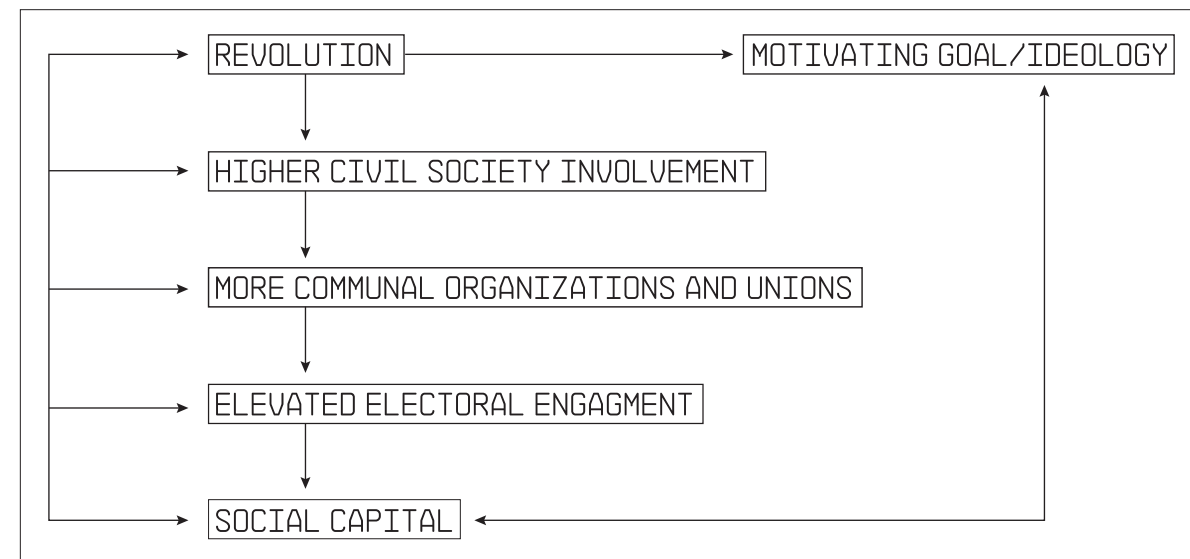 REVOLUTION
MOTIVATING GOAL/IDEOLOGY
HIGHER CIVIL SOCIETY INVOLVEMENT
MORE COMMUNAL ORGANIZATIONS AND UNIONS
ELEVATED ELECTORAL ENGAGMENT
SOCIAL CAPITAL